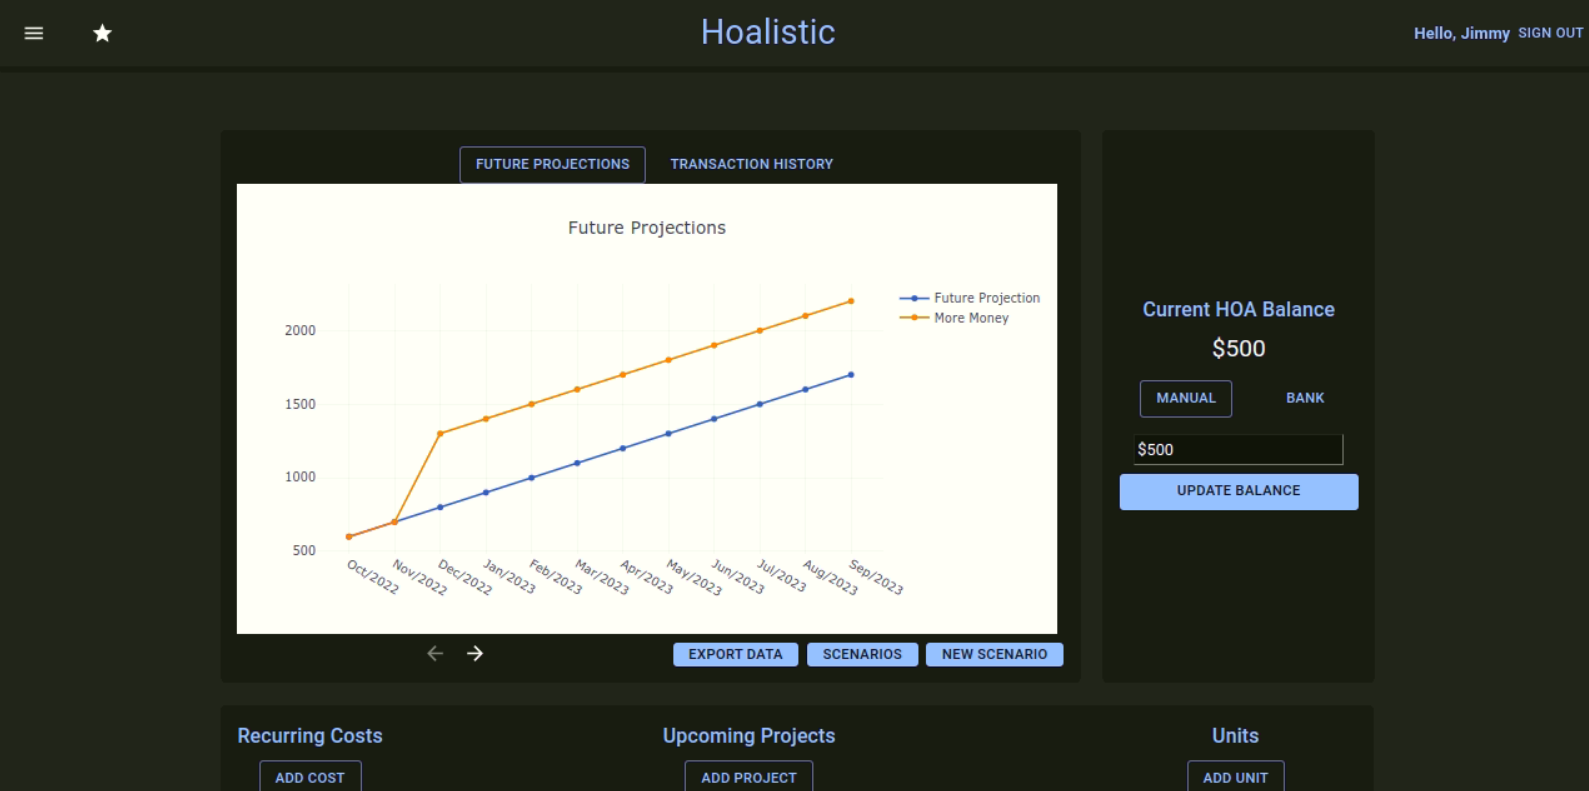 Hoalistic
Hello, Jimmy SIGN OUT
FUTURE PROJECTIONS TRANSACTION HISTORY
Future Projections
Future Projection
More Money
2000
1500
1000
500
Oct/2022 Nov/2022 Dec/2022 Jan/2023 Feb/2023 Mar/2023 Apr/2023 May/2023 Jun/2023 Jul/2023 Aug/2023 Sep/2023
EXPORT DATA SCENARIOS NEW SCENARIO
Current HOA Balance
$500
MANUAL BANK
$500
UPDATE BALANCE
Recurring Costs Upcoming Projects Units
ADD COST ADD PROJECT ADD UNIT